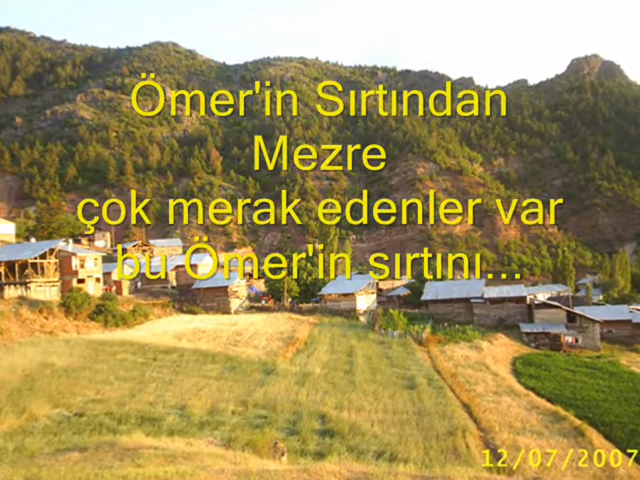 Ömer'in Sırtından
Mezre
çok merak edenler var
bu Ömer'in sırtını...
12/07/2007